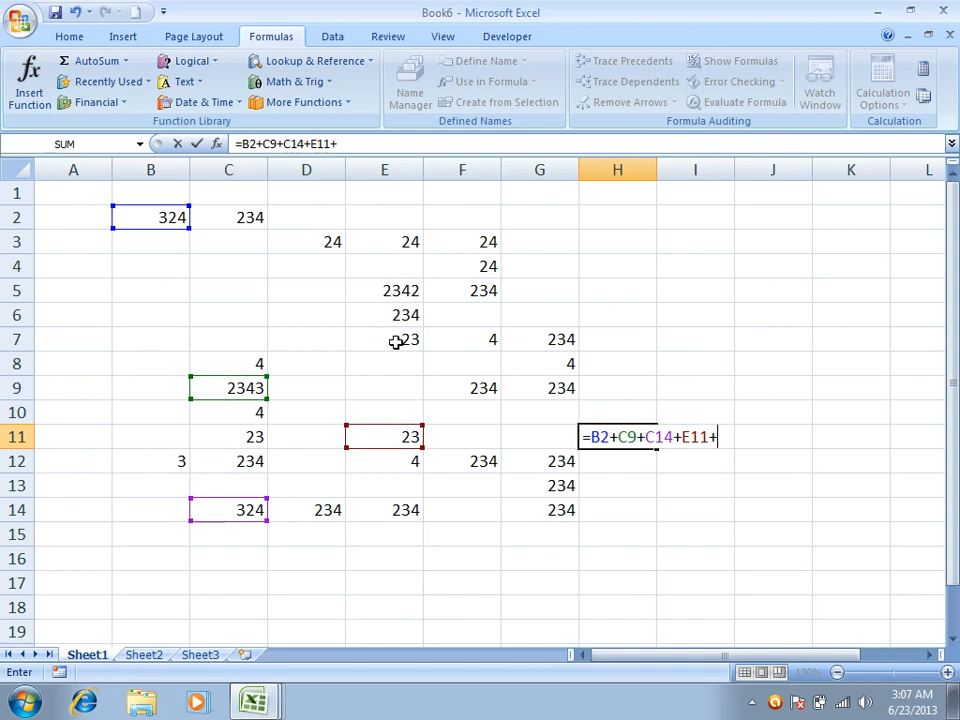 Book6 - Microsoft Excel
Home Insert Page Layout Formulas Data Review View Developer
Σ AutoSum Logical Lookup & Reference Define Name Trace Precedents Show Formulas
Recently Used Text Math & Trig Use in Formula Trace Dependents Error Checking
Financial Date & Time More Functions Create from Selection Remove Arrows Evaluate Formula
fx Insert Function Name Manager Watch Window Calculation Options
Function Library Defined Names Formula Auditing Calculation
SUM fx =B2+C9+C14+E11+
A B C D E F G H I J K L
1
2 324 234
3 24 24 24
4 24
5 2342 234
6 234
7 23 4 234
8 4 4
9 2343 234 234
10 4
11 23 23 =B2+C9+C14+E11+
12 3 234 4 234 234
13 234
14 324 234 234 234
15
16
17
18
19
Sheet1 Sheet2 Sheet3
Enter 130%
3:07 AM
6/23/2013